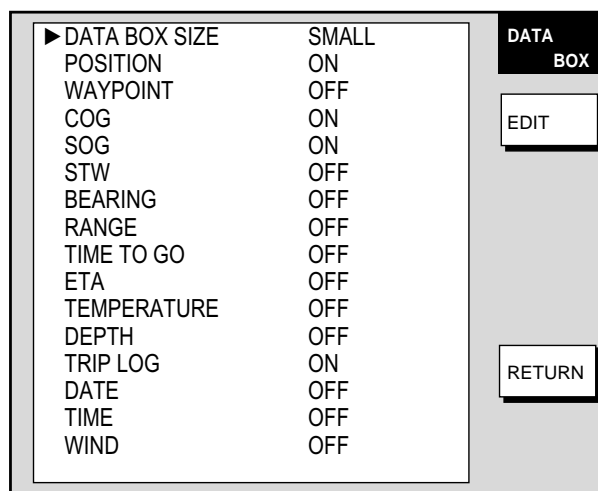 ▶DATA BOX SIZE SMALL
POSITION ON
WAYPOINT OFF
COG ON
SOG ON
STW OFF
BEARING OFF
RANGE OFF
TIME TO GO OFF
ETA OFF
TEMPERATURE OFF
DEPTH OFF
TRIP LOG ON
DATE OFF
TIME OFF
WIND OFF
DATA
BOX
EDIT
RETURN